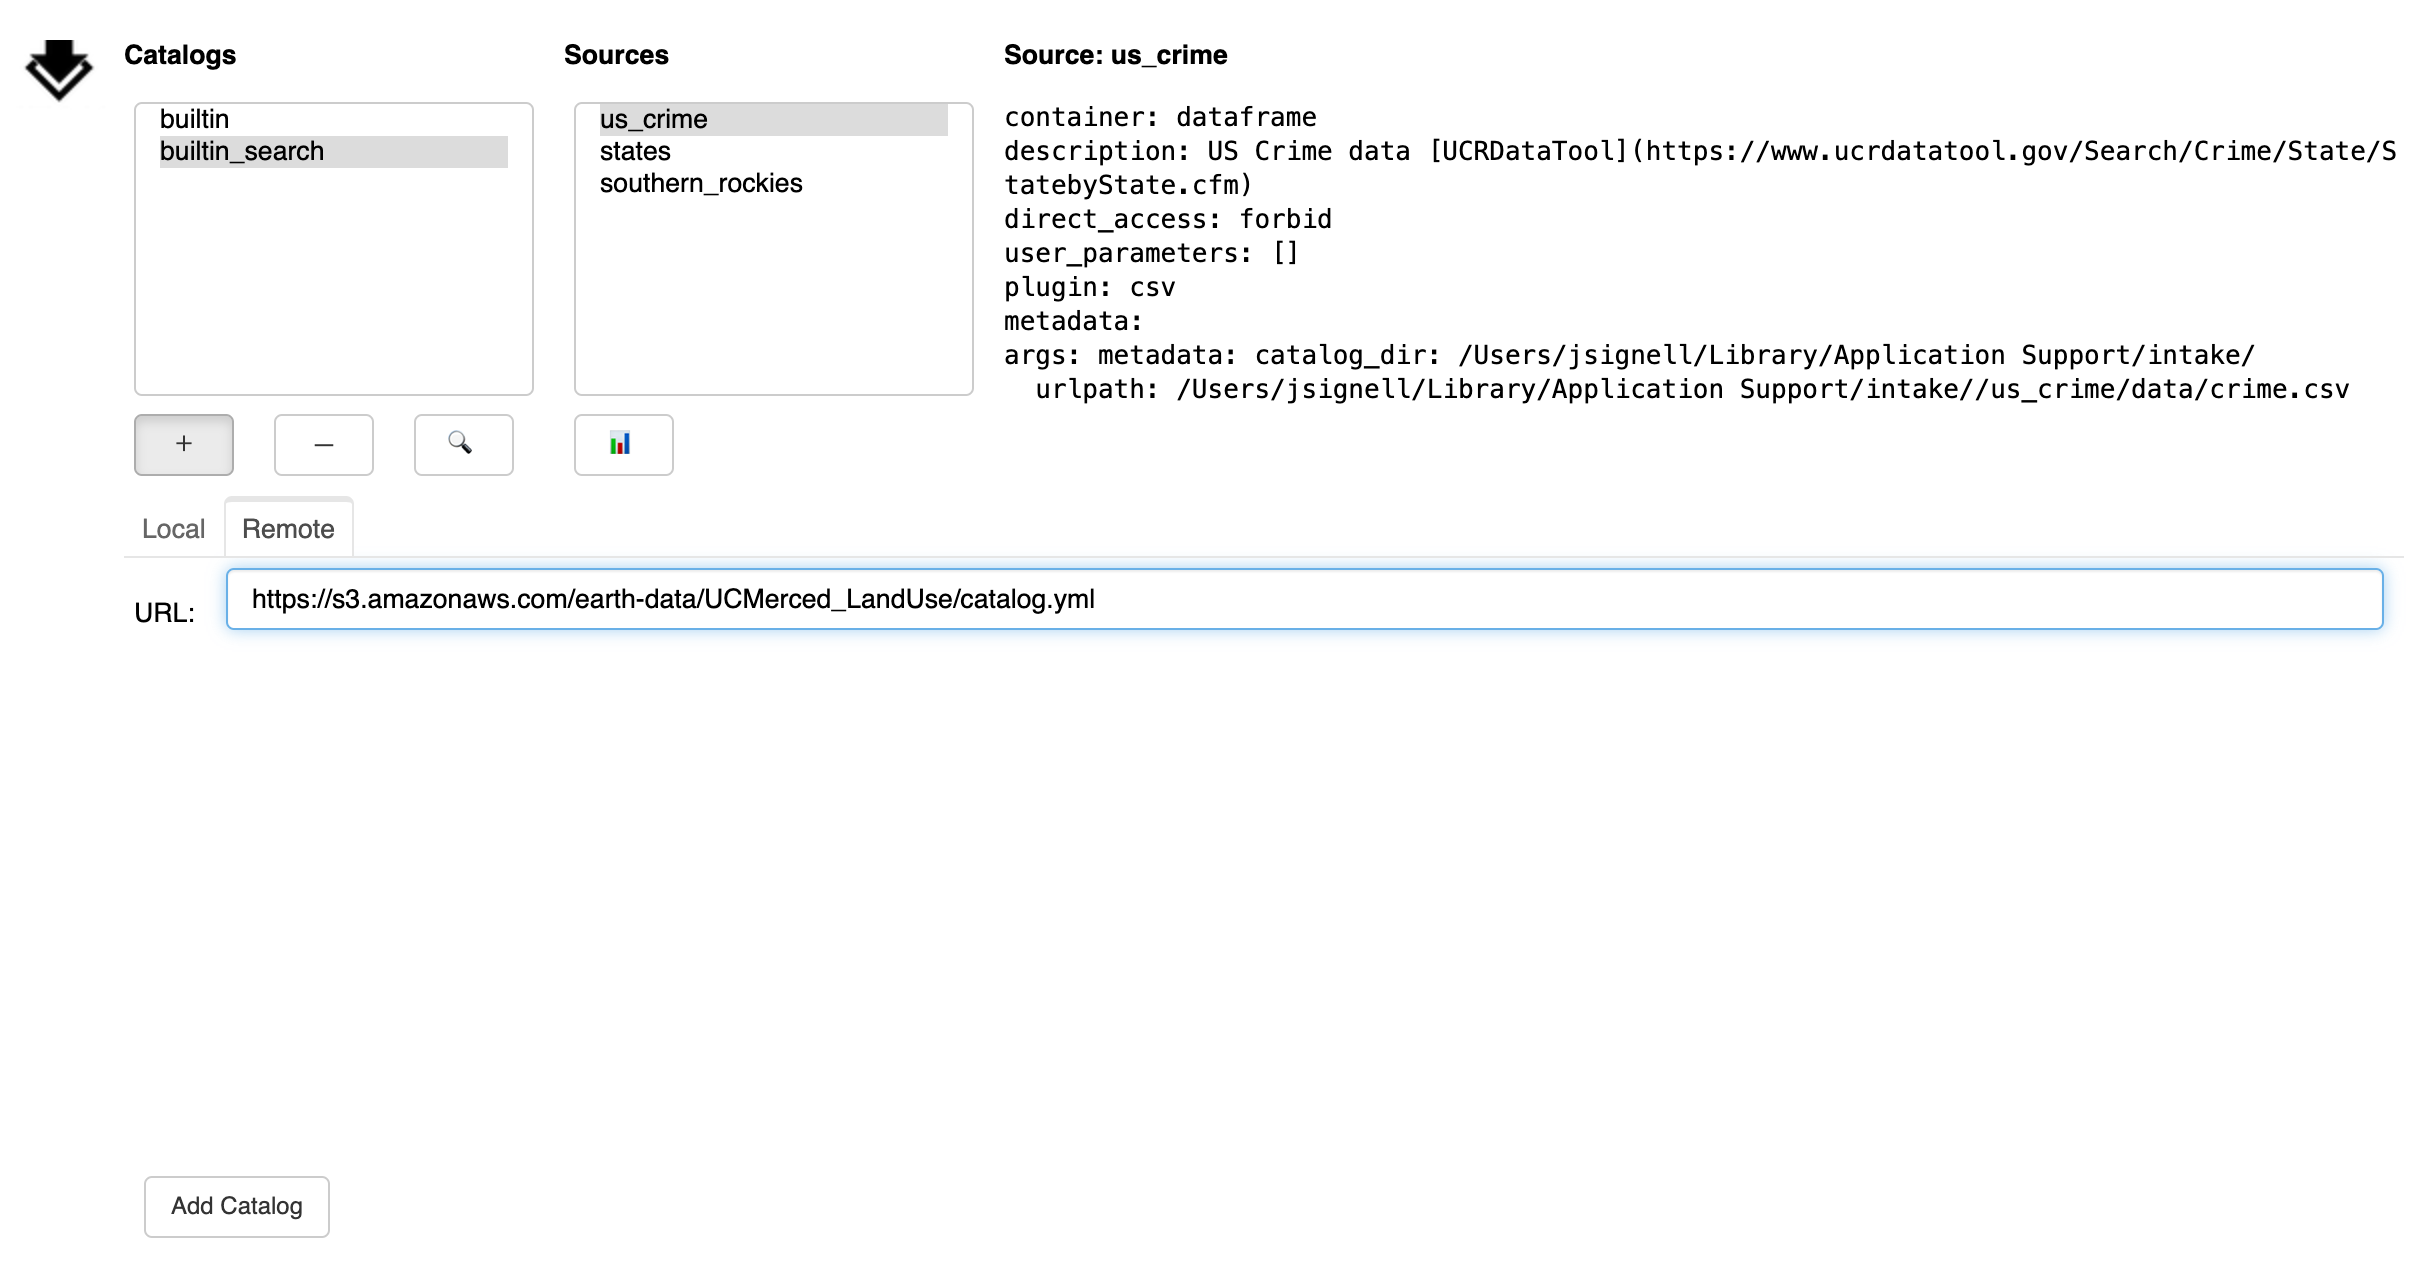 Catalogs
Sources
Source: us_crime
builtin
builtin_search
us_crime
states
southern_rockies
container: dataframe
description: US Crime data [UCRDataTool](https://www.ucrdatatool.gov/Search/Crime/State/S
tatebyState.cfm)
direct_access: forbid
user_parameters: []
plugin: csv
metadata:
args: metadata: catalog_dir: /Users/jsignell/Library/Application Support/intake/
urlpath: /Users/jsignell/Library/Application Support/intake//us_crime/data/crime.csv
+
—
Local
Remote
URL:
https://s3.amazonaws.com/earth-data/UCMerced_LandUse/catalog.yml
Add Catalog